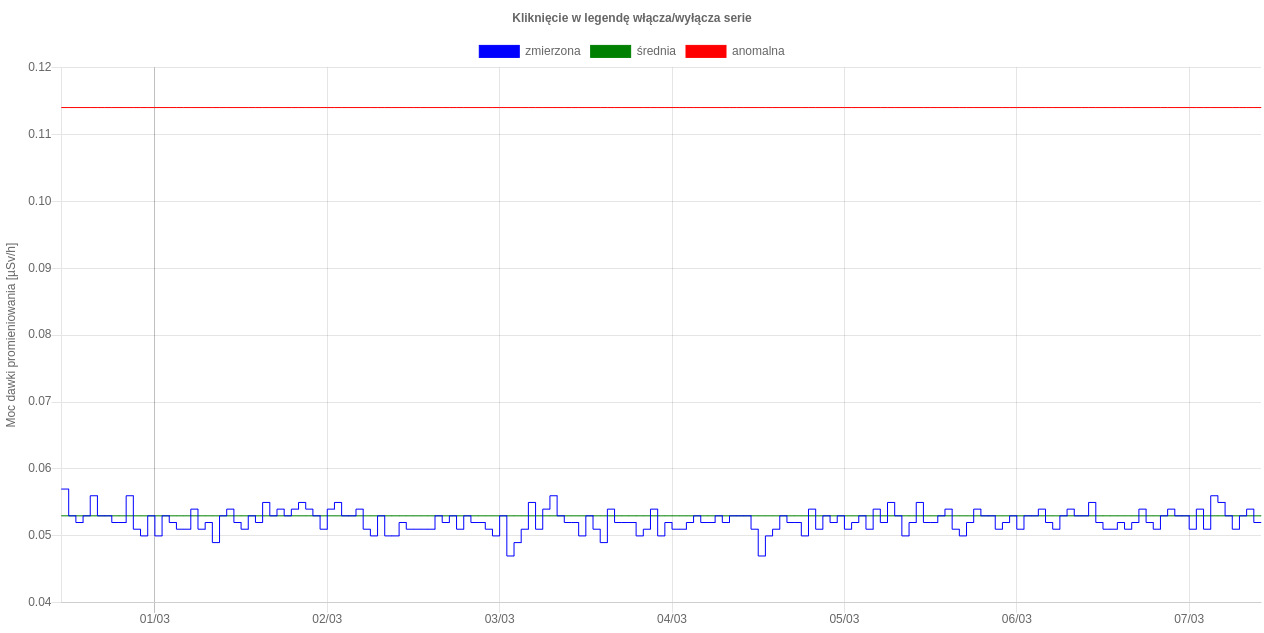 Kliknięcie w legendę włącza/wyłącza serie
zmierzona średnia anomalna
Moc dawki promieniowania [µSv/h]
0.12
0.11
0.10
0.09
0.08
0.07
0.06
0.05
0.04
01/03 02/03 03/03 04/03 05/03 06/03 07/03